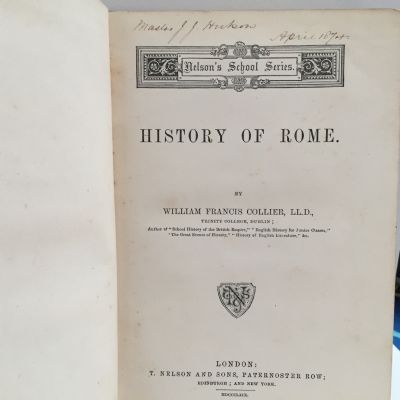 Master J. J.
April 1874.
Nelson's School Series.
HISTORY OF ROME.
BY
WILLIAM FRANCIS COLLIER, LL.D.,
TRINITY COLLEGE, DUBLIN;
Author of "School History of the British Empire," "English History for Junior Classes,"
"The Great Events of History," "History of English Literature," &c.
LONDON:
T. NELSON AND SONS, PATERNOSTER ROW;
EDINBURGH; AND NEW YORK.